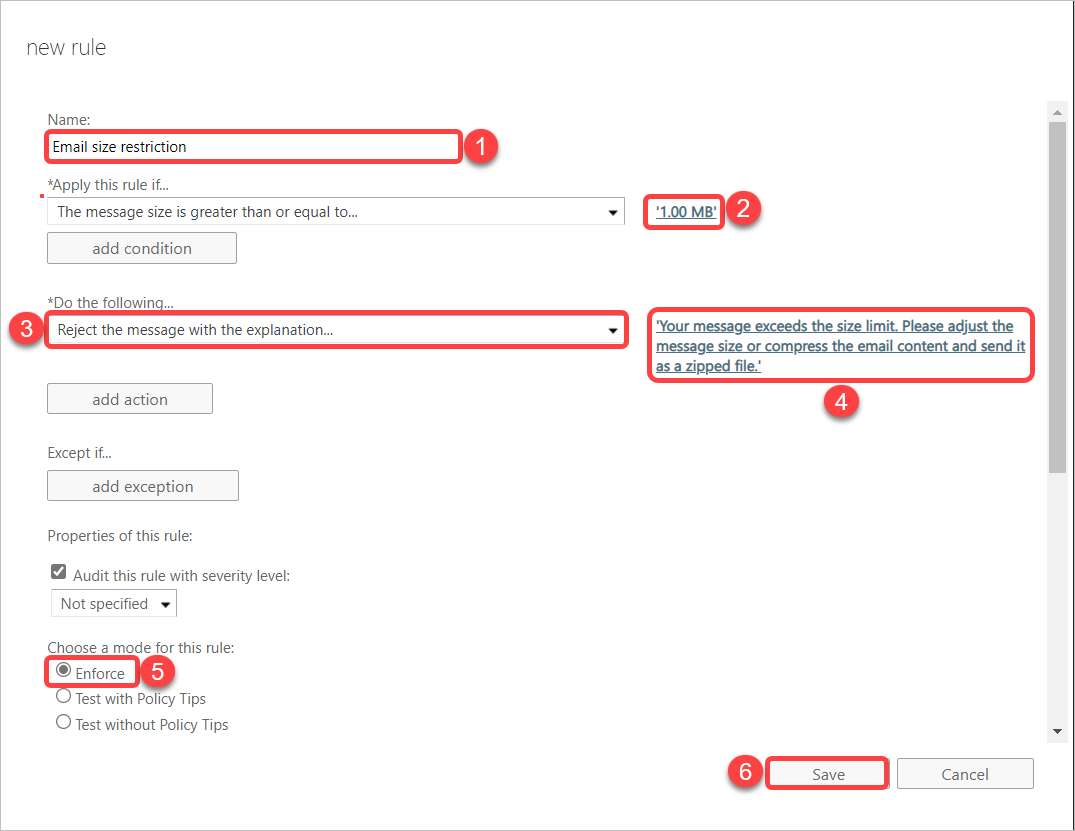 new rule
Name:
Email size restriction
1
*Apply this rule if...
The message size is greater than or equal to...
'1.00 MB'
2
add condition
*Do the following...
3
Reject the message with the explanation...
'Your message exceeds the size limit. Please adjust the
message size or compress the email content and send it
as a zipped file.'
4
add action
Except if...
add exception
Properties of this rule:
Audit this rule with severity level:
Not specified
Choose a mode for this rule:
Enforce
5
Test with Policy Tips
Test without Policy Tips
6
Save
Cancel